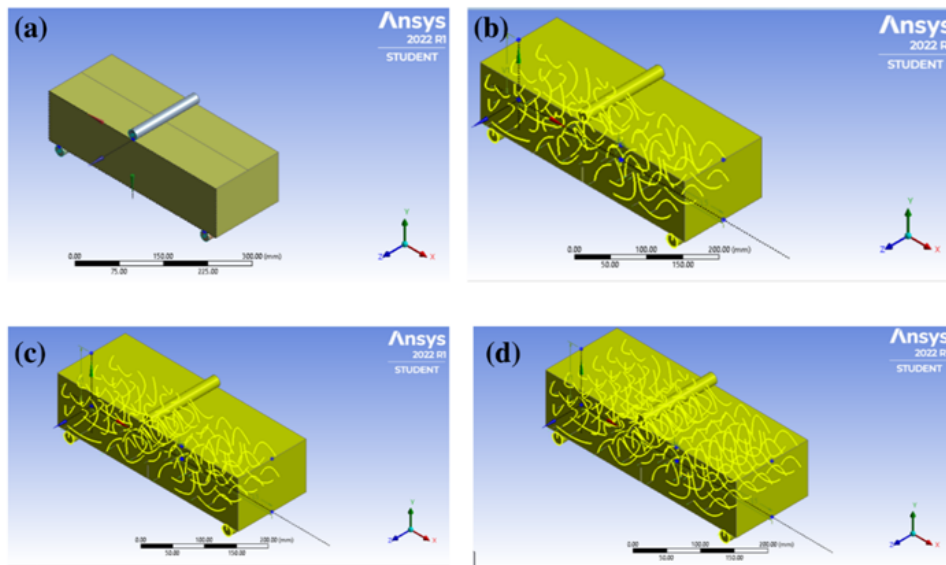 (a)
Ansys
2022 R1
STUDENT
0.00 150.00 300.00 (mm)
75.00 225.00
Y
Z X
(b)
Ansys
2022 R1
STUDENT
0.00 100.00 200.00 (mm)
50.00 150.00
Y
Z X
(c)
Ansys
2022 R1
STUDENT
0.00 100.00 200.00 (mm)
50.00 150.00
Y
Z X
(d)
Ansys
2022 R1
STUDENT
0.00 100.00 200.00 (mm)
50.00 150.00
Y
Z X